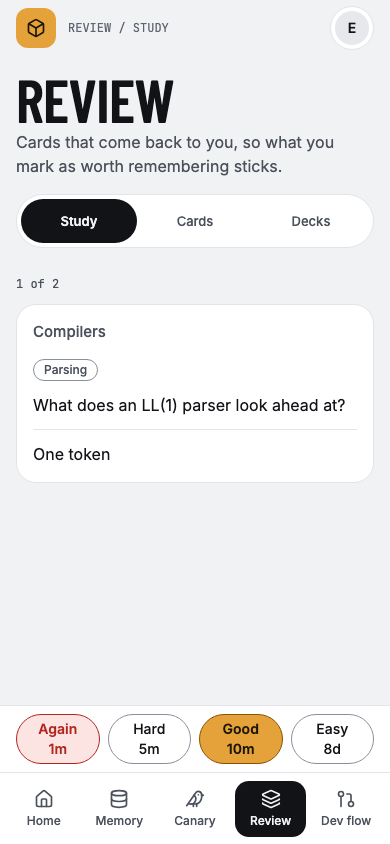 REVIEW / STUDY
E
REVIEW
Cards that come back to you, so what you
mark as worth remembering sticks.
Study
Cards
Decks
1 of 2
Compilers
Parsing
What does an LL(1) parser look ahead at?
One token
Again
1m
Hard
5m
Good
10m
Easy
8d
Home
Memory
Canary
Review
Dev flow